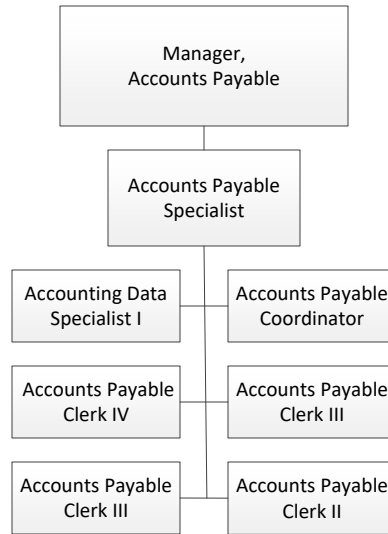 Manager,
Accounts Payable
Accounts Payable
Specialist
Accounting Data
Specialist I
Accounts Payable
Coordinator
Accounts Payable
Clerk IV
Accounts Payable
Clerk III
Accounts Payable
Clerk III
Accounts Payable
Clerk II